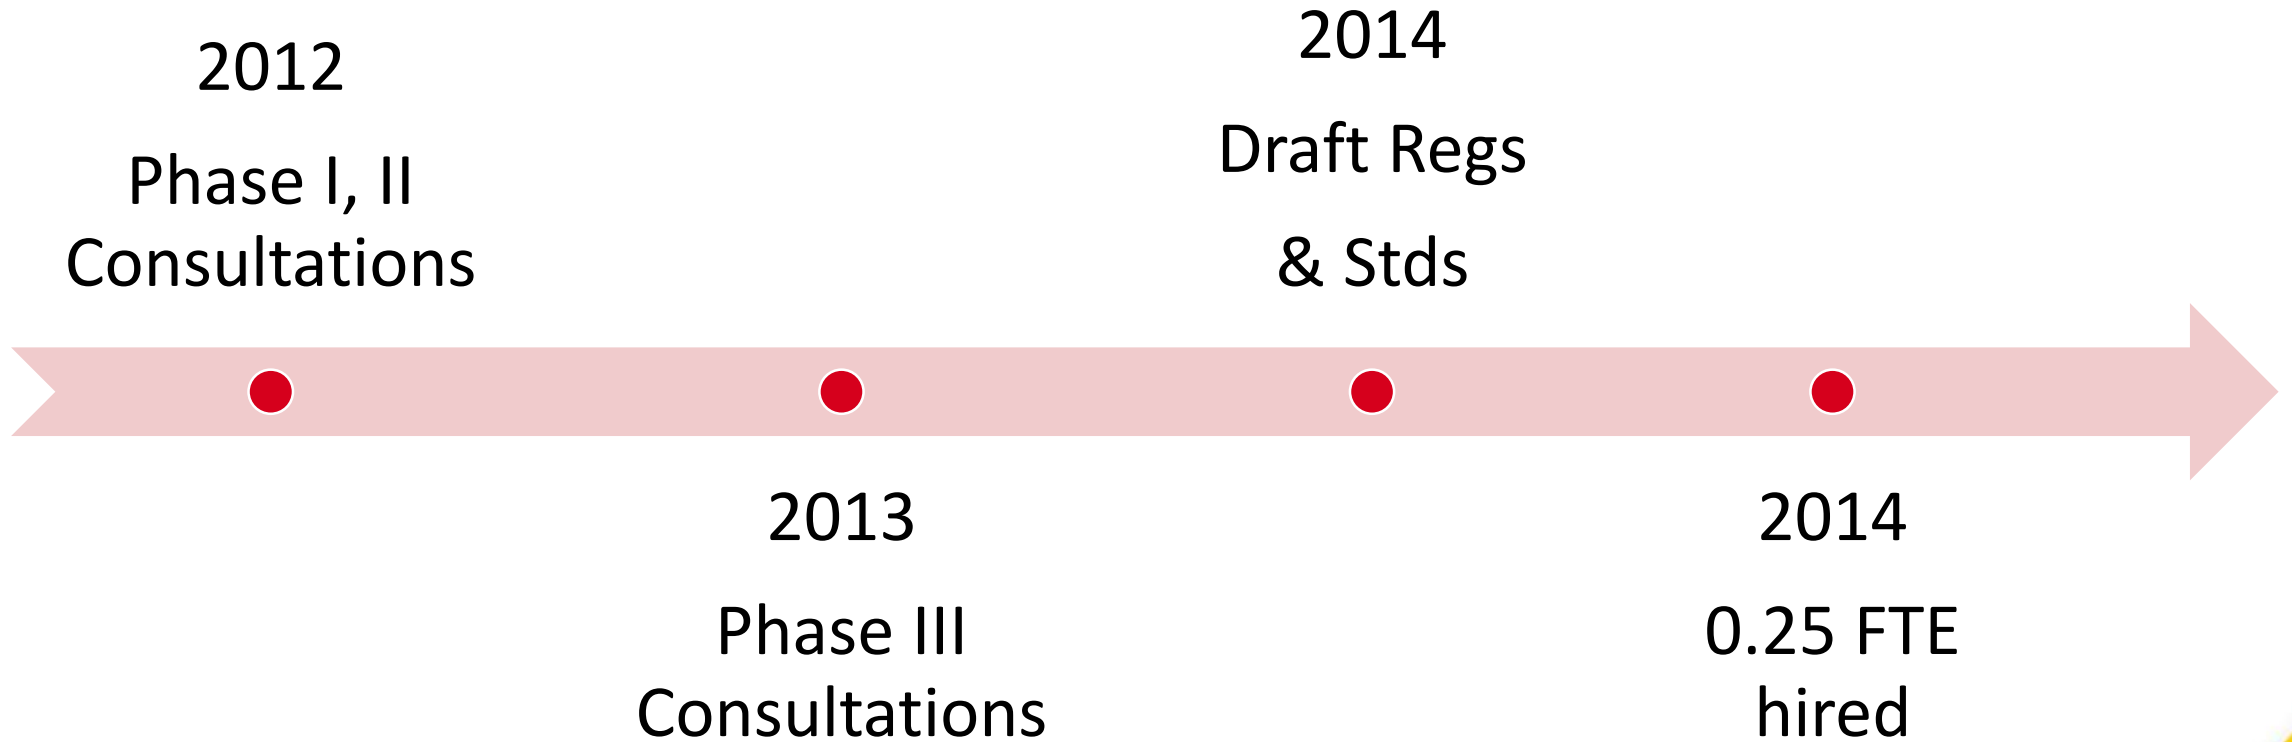 2012
Phase I, II
Consultations
2013
Phase III
Consultations
2014
Draft Regs
& Stds
2014
0.25 FTE
hired